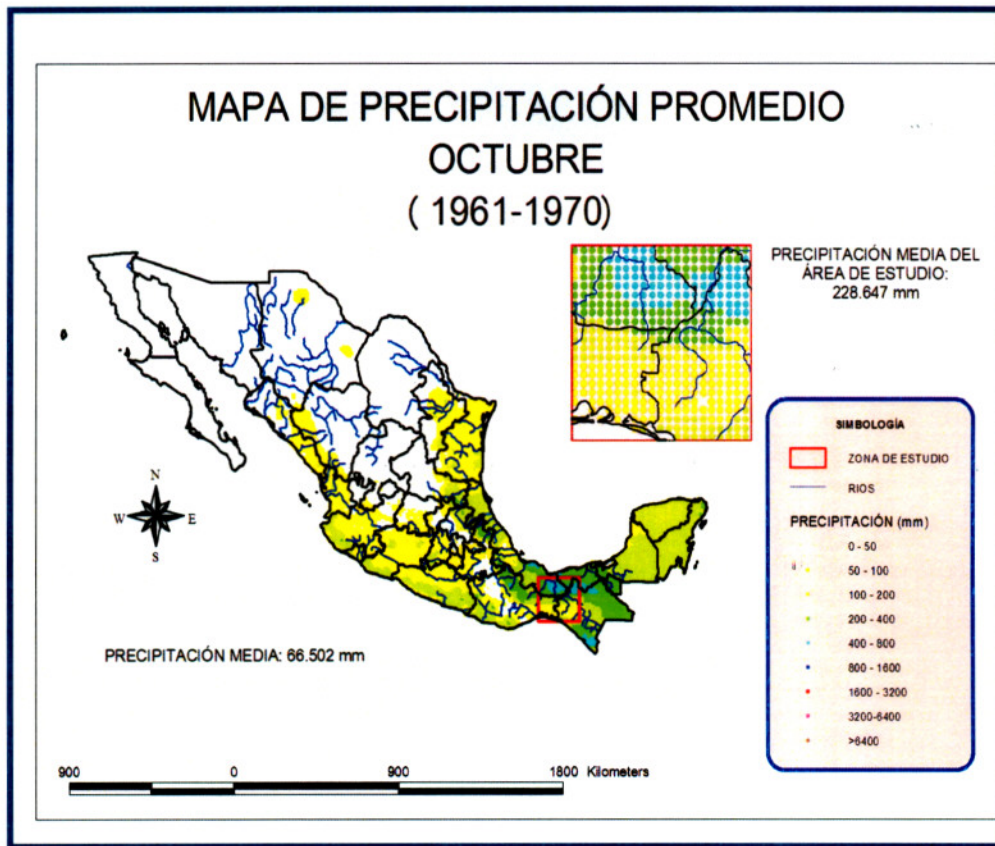 MAPA DE PRECIPITACIÓN PROMEDIO
OCTUBRE
( 1961-1970)
PRECIPITACIÓN MEDIA DEL
ÁREA DE ESTUDIO:
228.647 mm
SIMBOLOGÍA
ZONA DE ESTUDIO
RIOS
PRECIPITACIÓN (mm)
0 - 50
50 - 100
100 - 200
200 - 400
400 - 800
800 - 1600
1600 - 3200
3200-6400
>6400
N
W
E
S
PRECIPITACIÓN MEDIA: 66.502 mm
900
0
900
1800 Kilometers